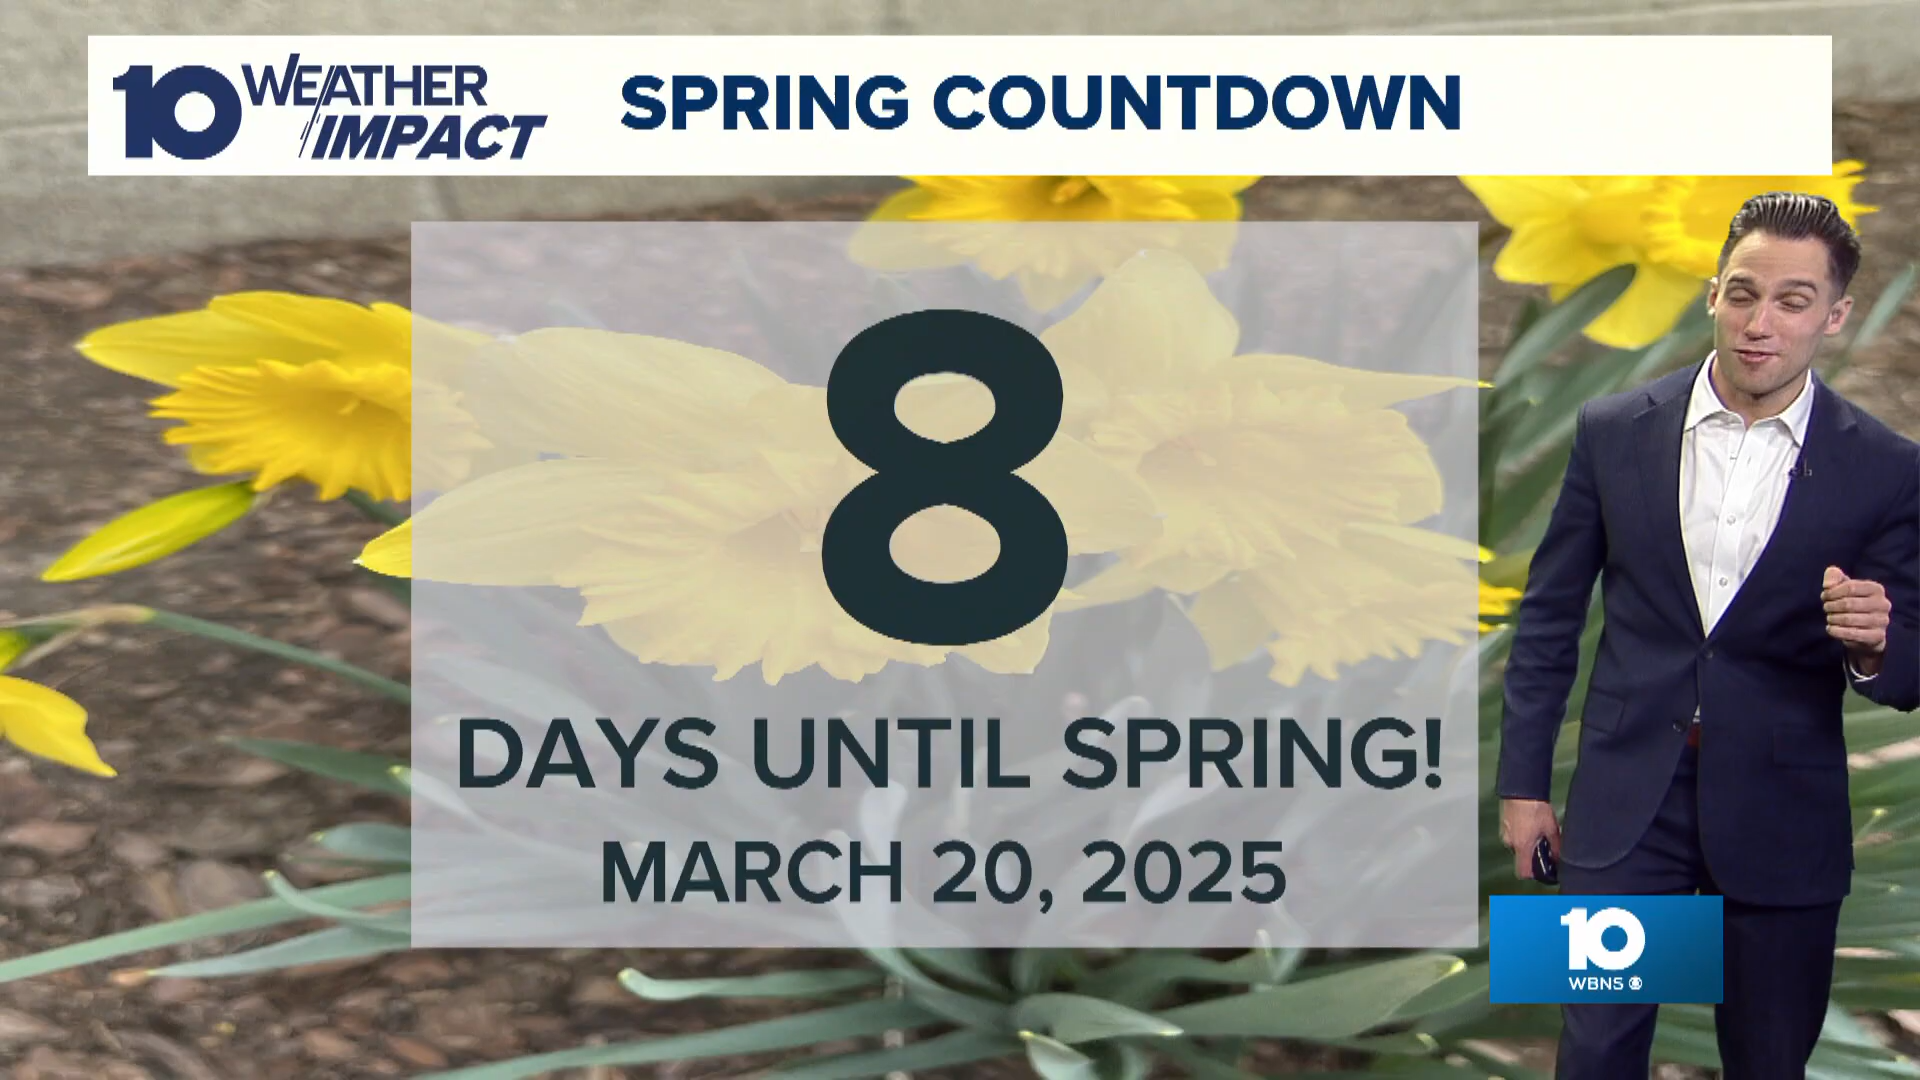 10 WEATHER IMPACT
SPRING COUNTDOWN
8
DAYS UNTIL SPRING!
MARCH 20, 2025
10
WBNS